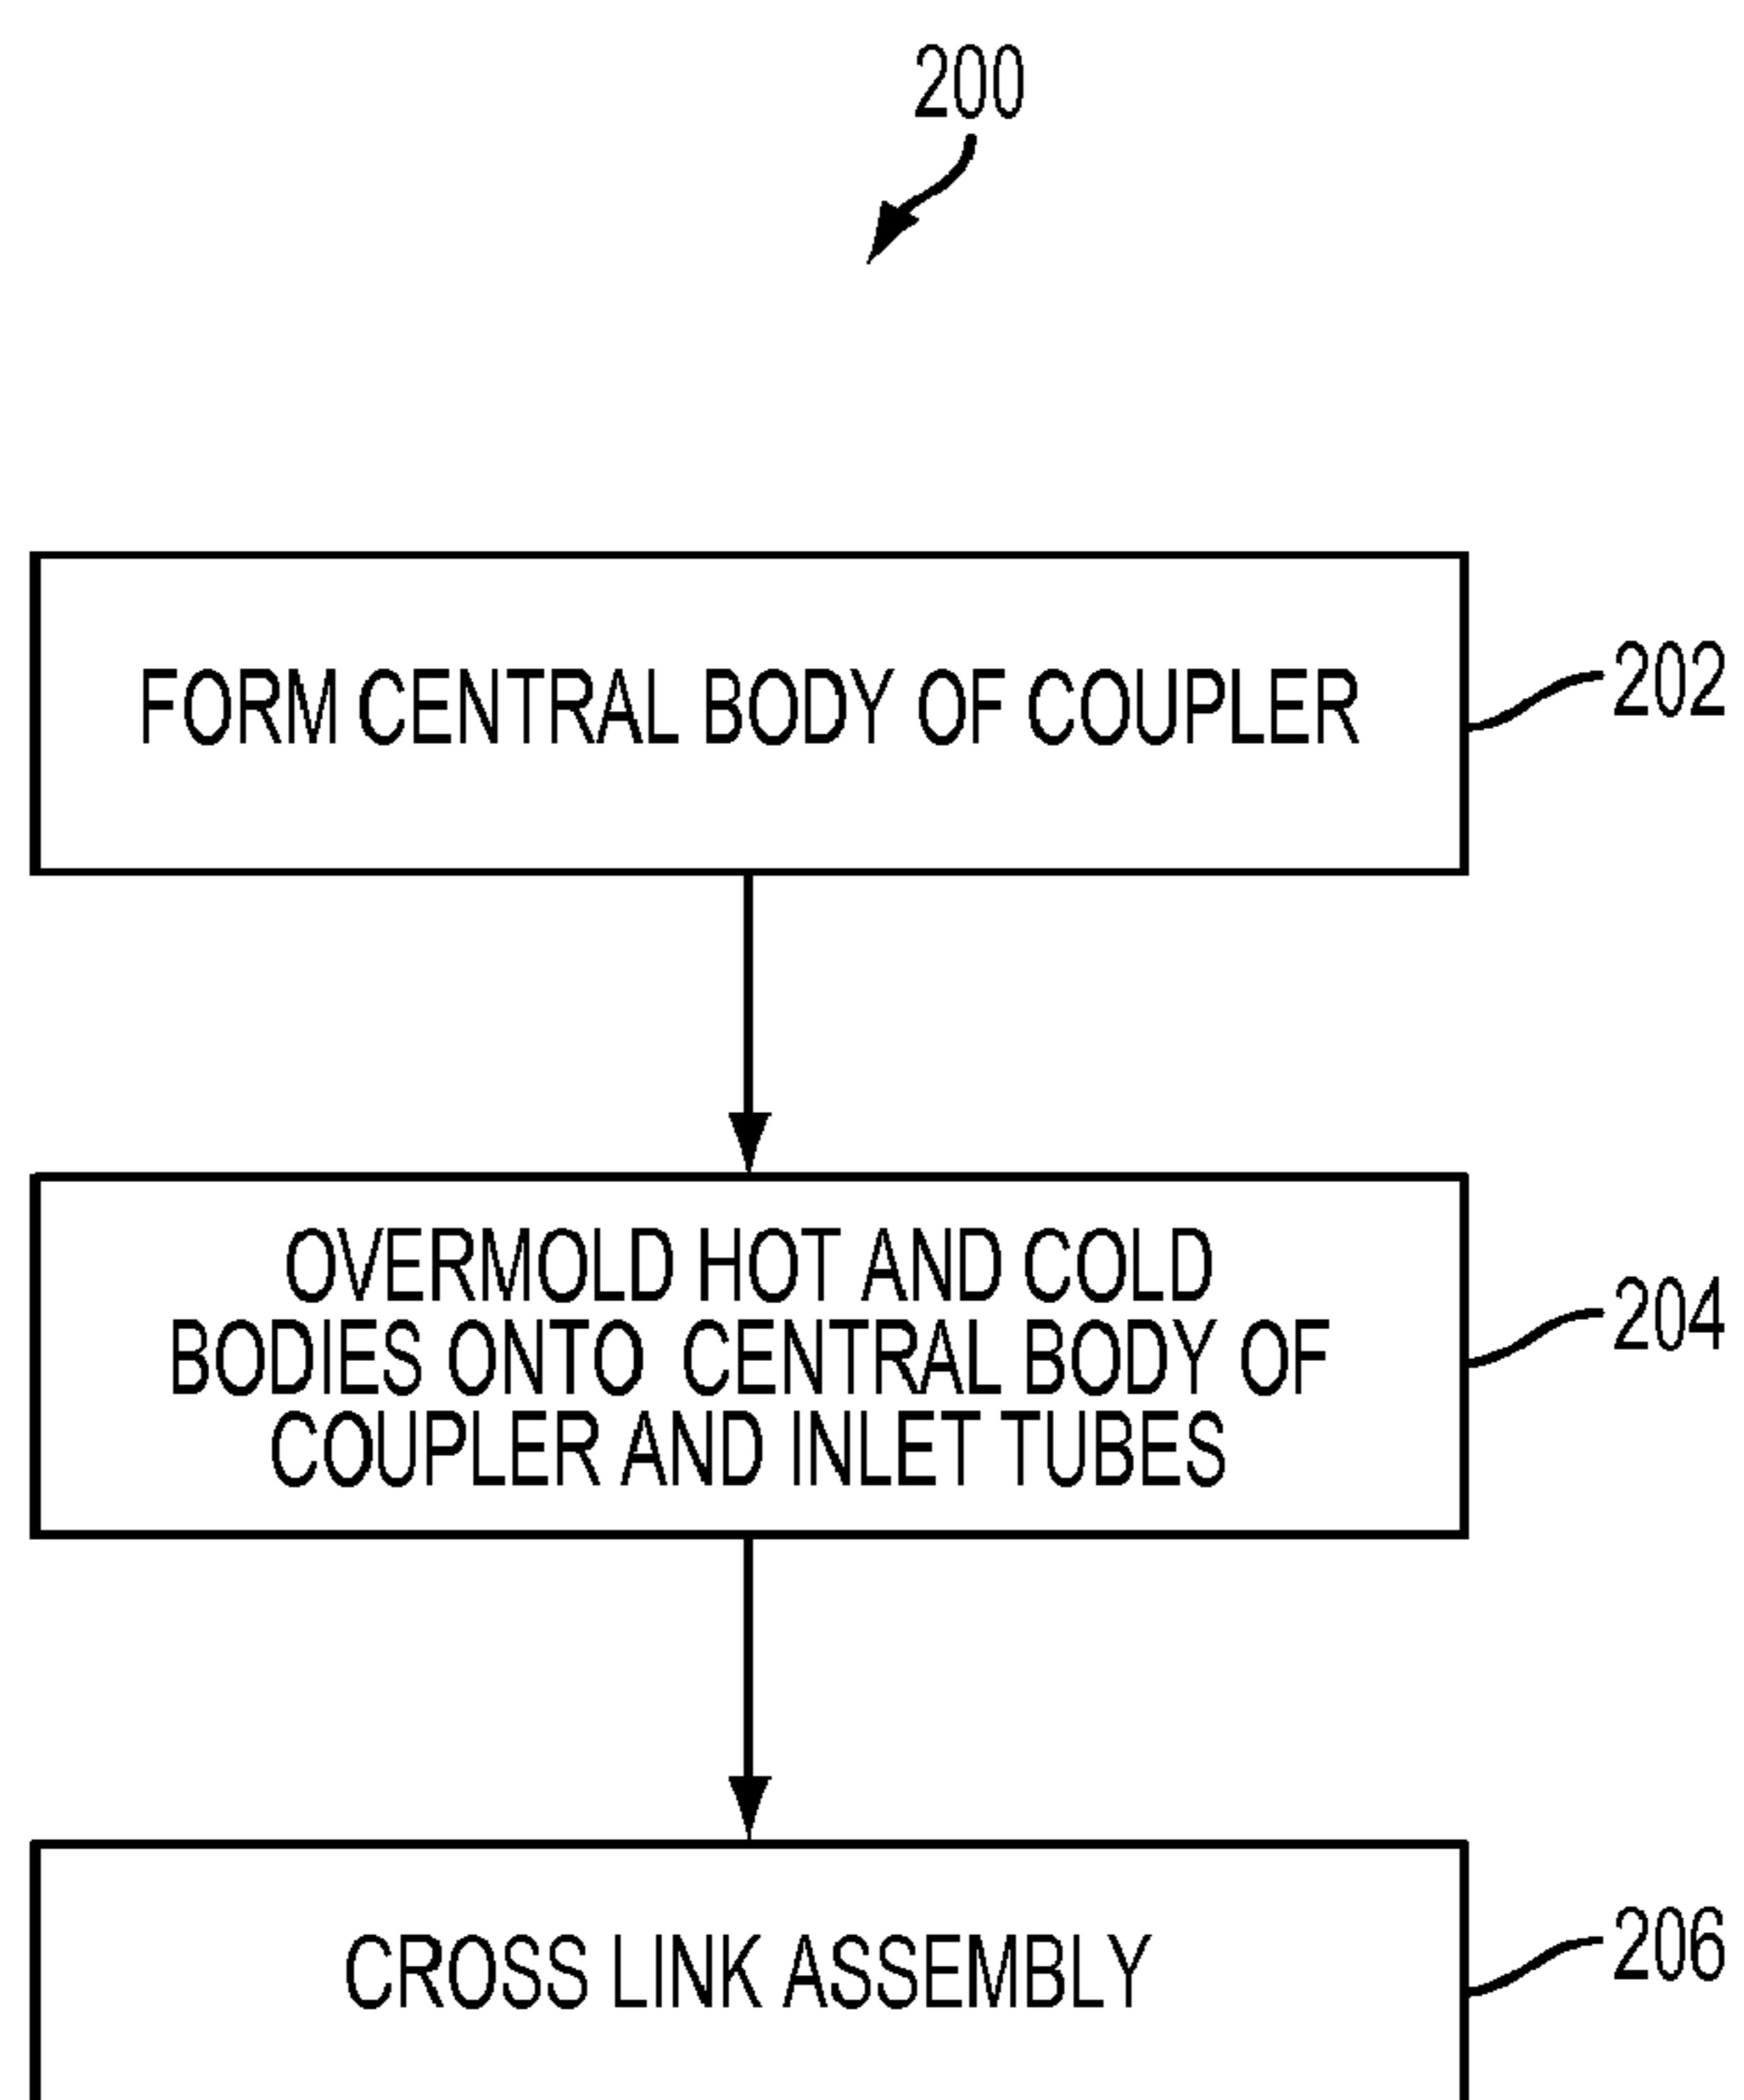 200
FORM CENTRAL BODY OF COUPLER
202
OVERMOLD HOT AND COLD
BODIES ONTO CENTRAL BODY OF
COUPLER AND INLET TUBES
204
CROSS LINK ASSEMBLY
206